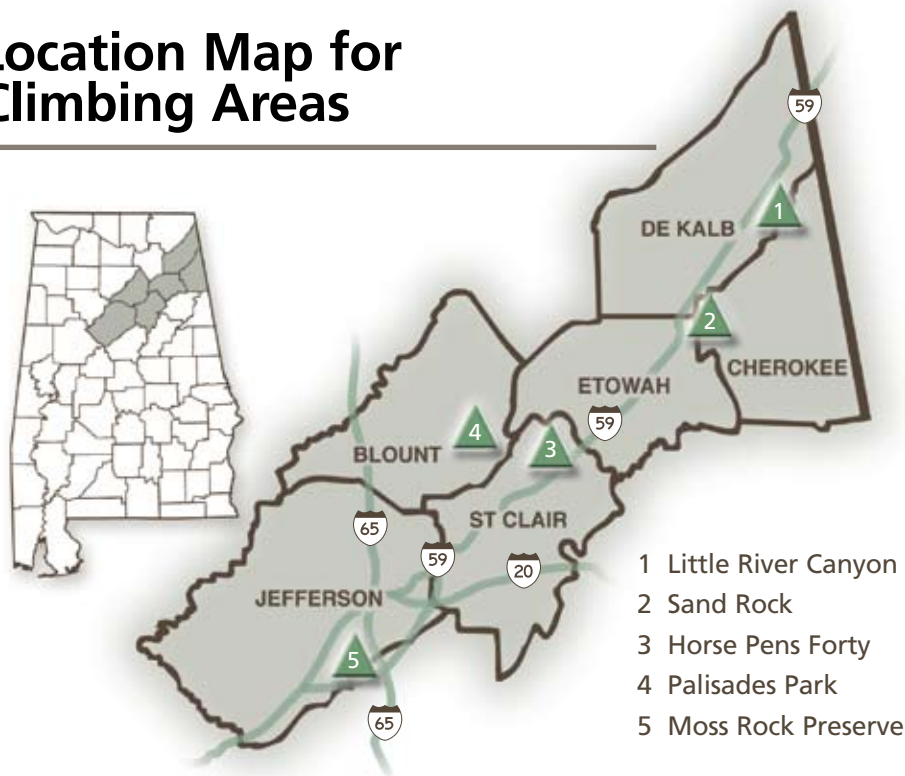 Location Map for
Climbing Areas
59
1
DE KALB
2
CHEROKEE
ETOWAH
59
4
3
BLOUNT
ST CLAIR
65
59
20
JEFFERSON
5
65
1 Little River Canyon
2 Sand Rock
3 Horse Pens Forty
4 Palisades Park
5 Moss Rock Preserve